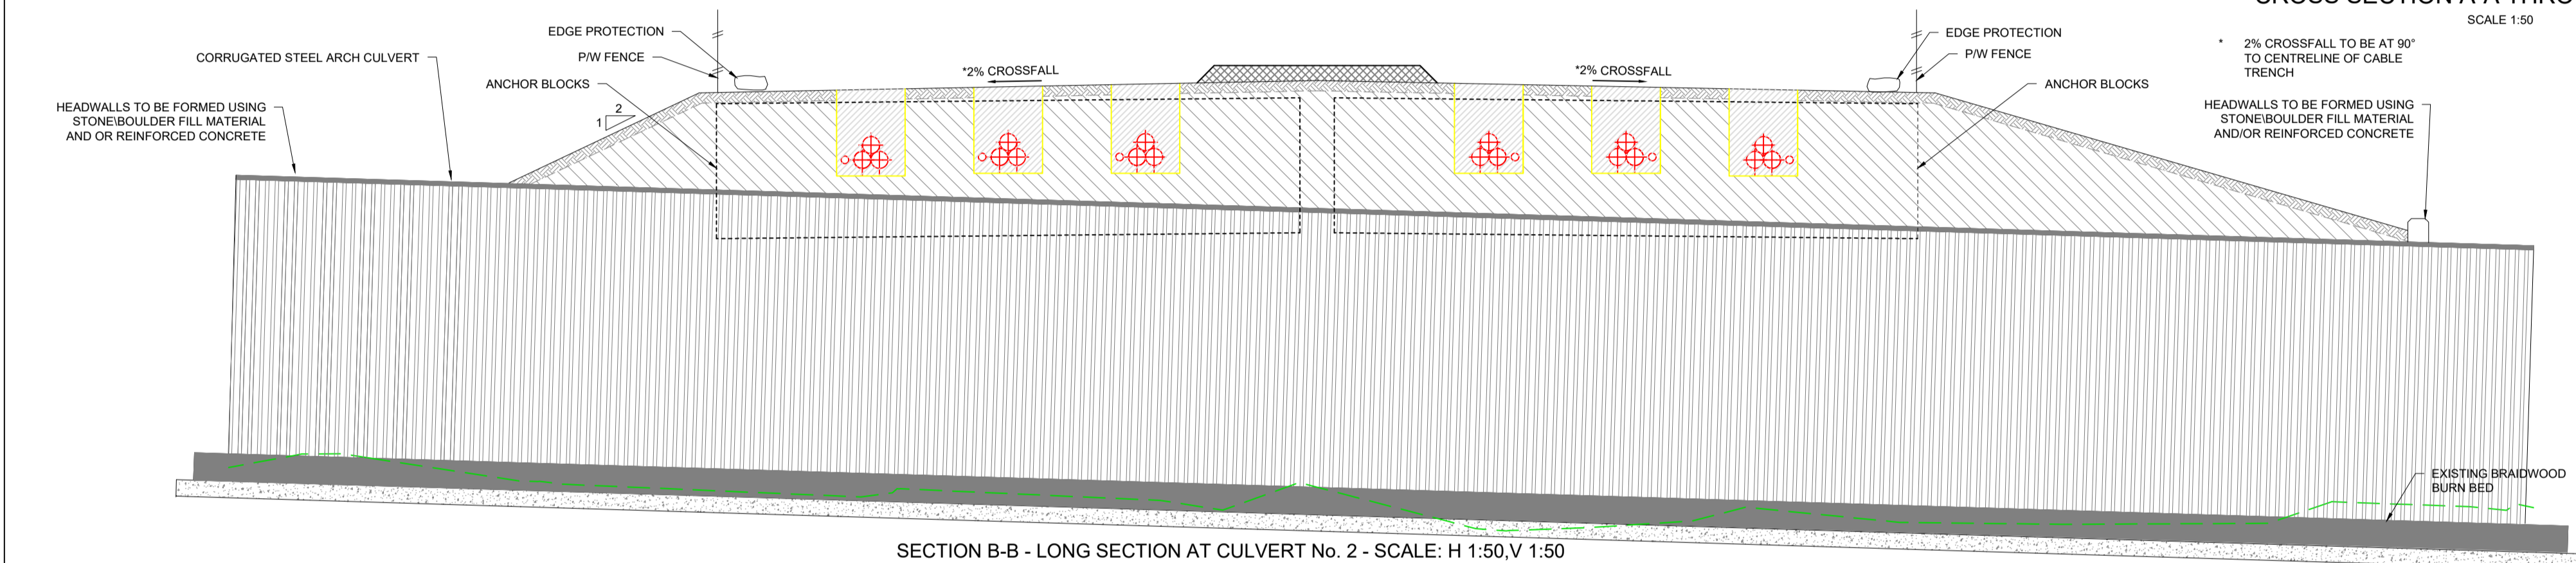 CROSS SECTION A-A THRO
SCALE 1:50
* 2% CROSSFALL TO BE AT 90°
TO CENTRELINE OF CABLE
TRENCH
EDGE PROTECTION
P/W FENCE
CORRUGATED STEEL ARCH CULVERT
ANCHOR BLOCKS
HEADWALLS TO BE FORMED USING
STONE\BOULDER FILL MATERIAL
AND OR REINFORCED CONCRETE
2
1
*2% CROSSFALL
*2% CROSSFALL
EDGE PROTECTION
P/W FENCE
ANCHOR BLOCKS
HEADWALLS TO BE FORMED USING
STONE\BOULDER FILL MATERIAL
AND/OR REINFORCED CONCRETE
EXISTING BRAIDWOOD
BURN BED
SECTION B-B - LONG SECTION AT CULVERT No. 2 - SCALE: H 1:50,V 1:50